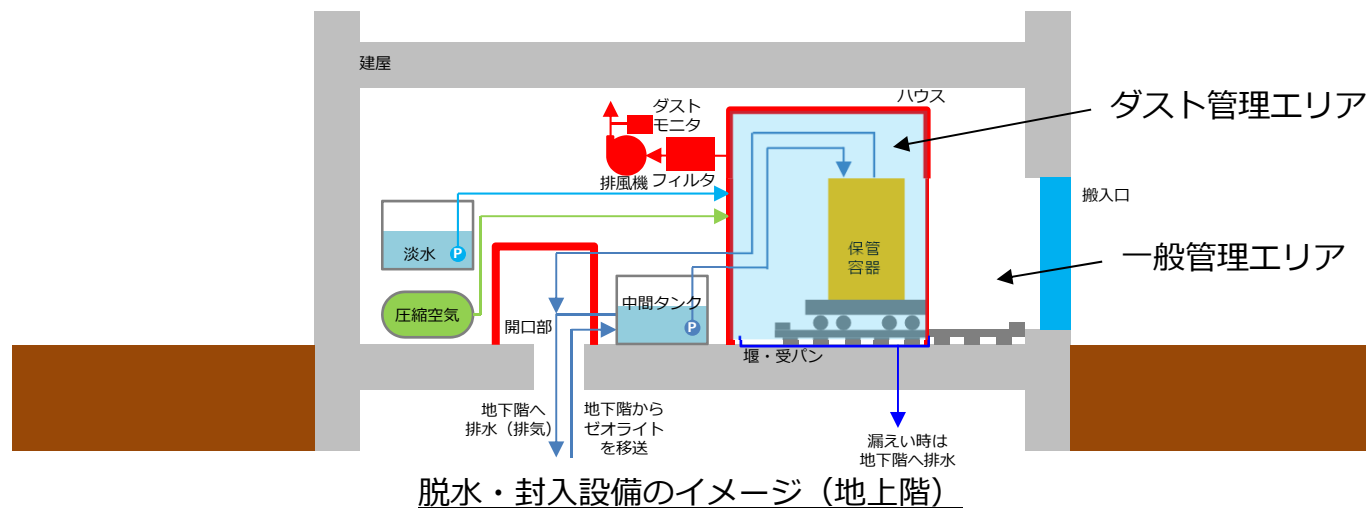 建屋
ハウス
ダスト管理エリア
ダスト
モニタ
排風機
フィルタ
搬入口
淡水
P
保管
容器
一般管理エリア
圧縮空気
中間タンク
P
開口部
堰・受パン
地下階へ
排水（排気）
地下階から
ゼオライト
を移送
漏えい時は
地下階へ排水
脱水・封入設備のイメージ（地上階）